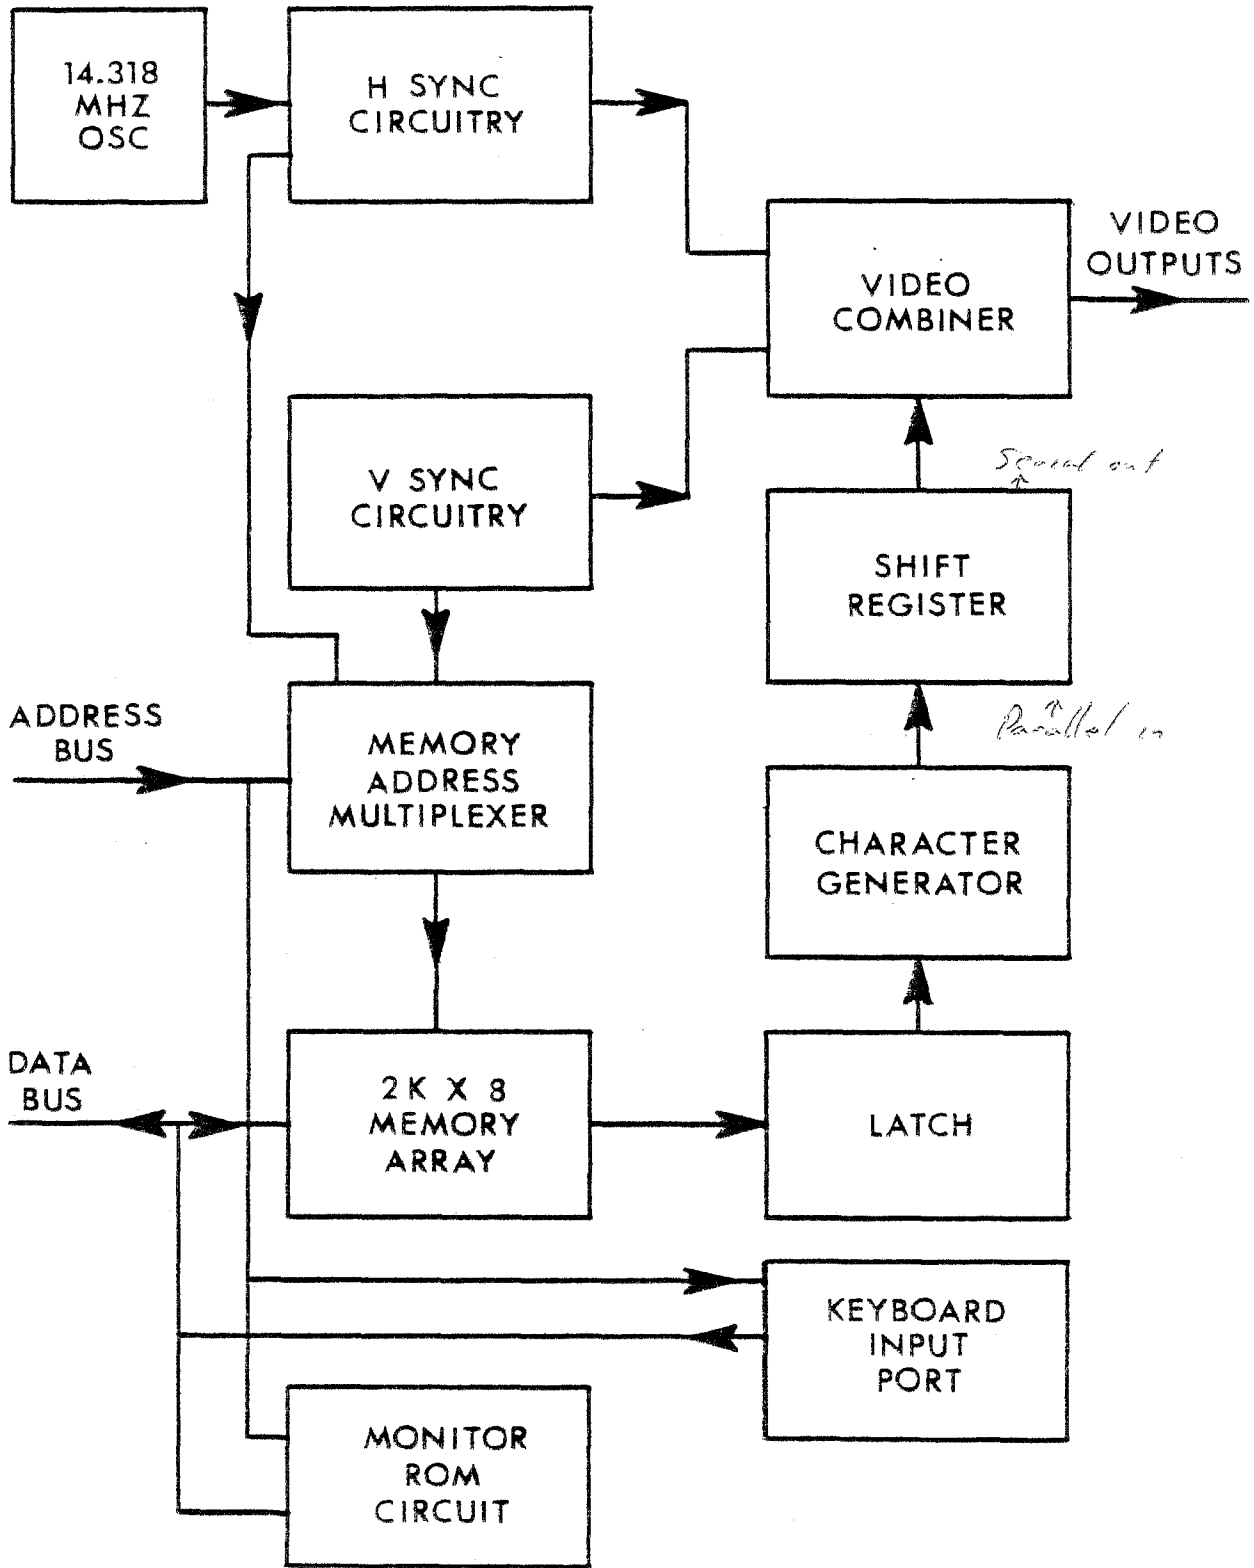 14.318
MHZ
OSC
H SYNC
CIRCUITRY
VIDEO
OUTPUTS
VIDEO
COMBINER
V SYNC
CIRCUITRY
Serial out
SHIFT
REGISTER
Parallel in
ADDRESS
BUS
MEMORY
ADDRESS
MULTIPLEXER
CHARACTER
GENERATOR
DATA
BUS
2K X 8
MEMORY
ARRAY
LATCH
KEYBOARD
INPUT
PORT
MONITOR
ROM
CIRCUIT